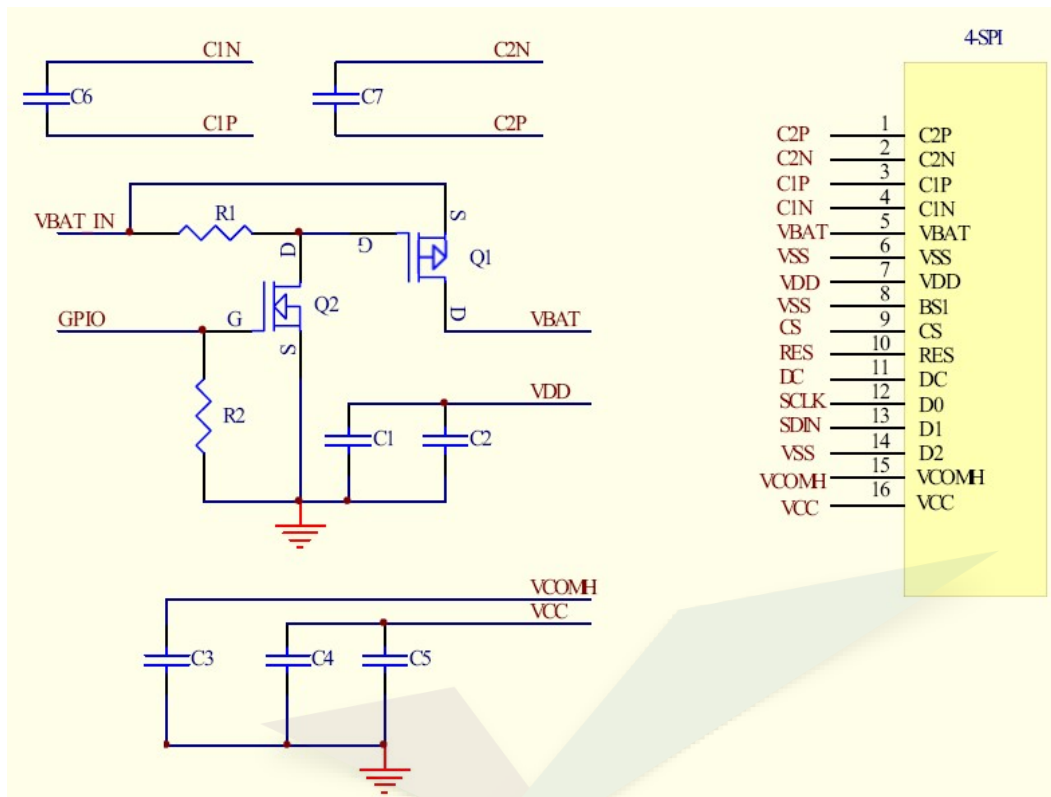 4-SPI
C1N
C6
C1P
C2N
C7
C2P
VBAT_IN
R1
D
G
S
Q1
D
VBAT
GPIO
G
Q2
S
R2
VDD
C1
C2
VCOMH
VCC
C3
C4
C5
C2P 1 C2P
C2N 2 C2N
C1P 3 C1P
C1N 4 C1N
VBAT 5 VBAT
VSS 6 VSS
VDD 7 VDD
VSS 8 BS1
CS 9 CS
RES 10 RES
DC 11 DC
SCLK 12 D0
SDIN 13 D1
VSS 14 D2
VCOMH 15 VCOMH
VCC 16 VCC